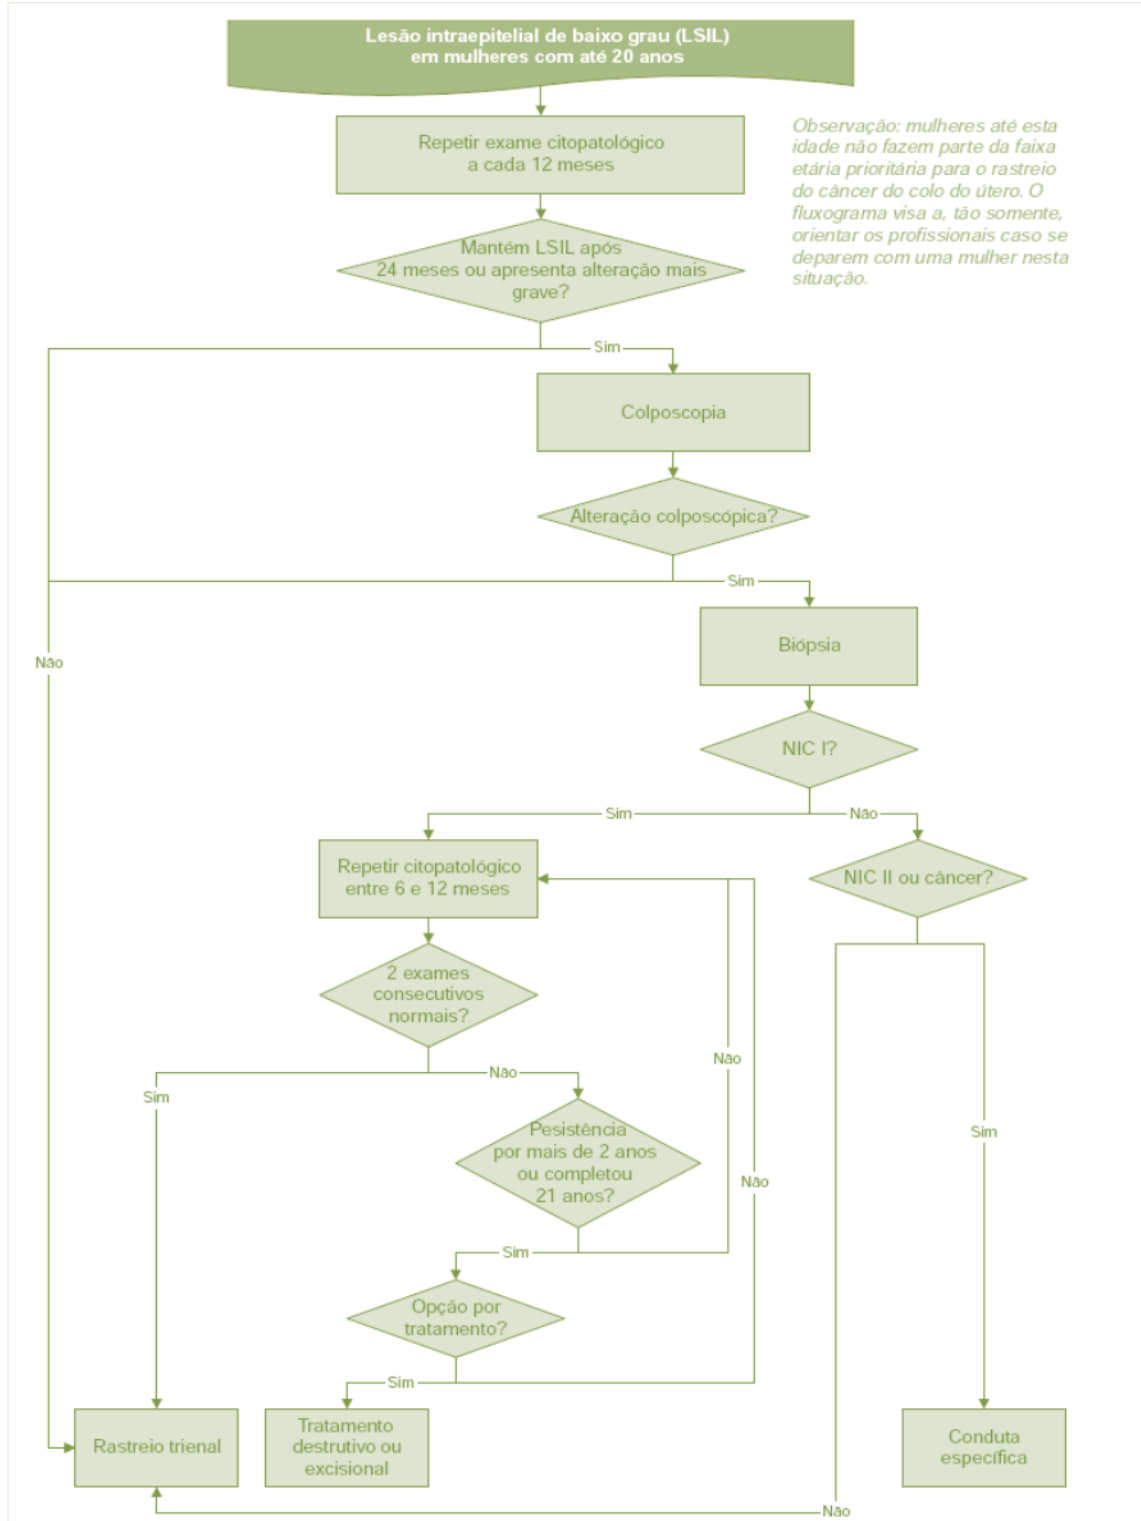 Lesão intraepitelial de baixo grau (LSIL)
em mulheres com até 20 anos
Repetir exame citopatológico
a cada 12 meses
Observação: mulheres até esta
idade não fazem parte da faixa
etária prioritária para o rastreio
do câncer do colo do útero. O
fluxograma visa a, tão somente,
orientar os profissionais caso se
deparem com uma mulher nesta
situação.
Mantém LSIL após
24 meses ou apresenta alteração mais
grave?
Sim
Colposcopia
Alteração colposcópica?
Sim
Biópsia
Não
NIC I?
Sim
Não
Repetir citopatológico
entre 6 e 12 meses
NIC II ou câncer?
2 exames
consecutivos
normais?
Não
Não
Sim
Pesistência
por mais de 2 anos
ou completou
21 anos?
Sim
Não
Sim
Opção por
tratamento?
Sim
Rastreio trienal
Tratamento
destrutivo ou
excisional
Conduta
específica
Não